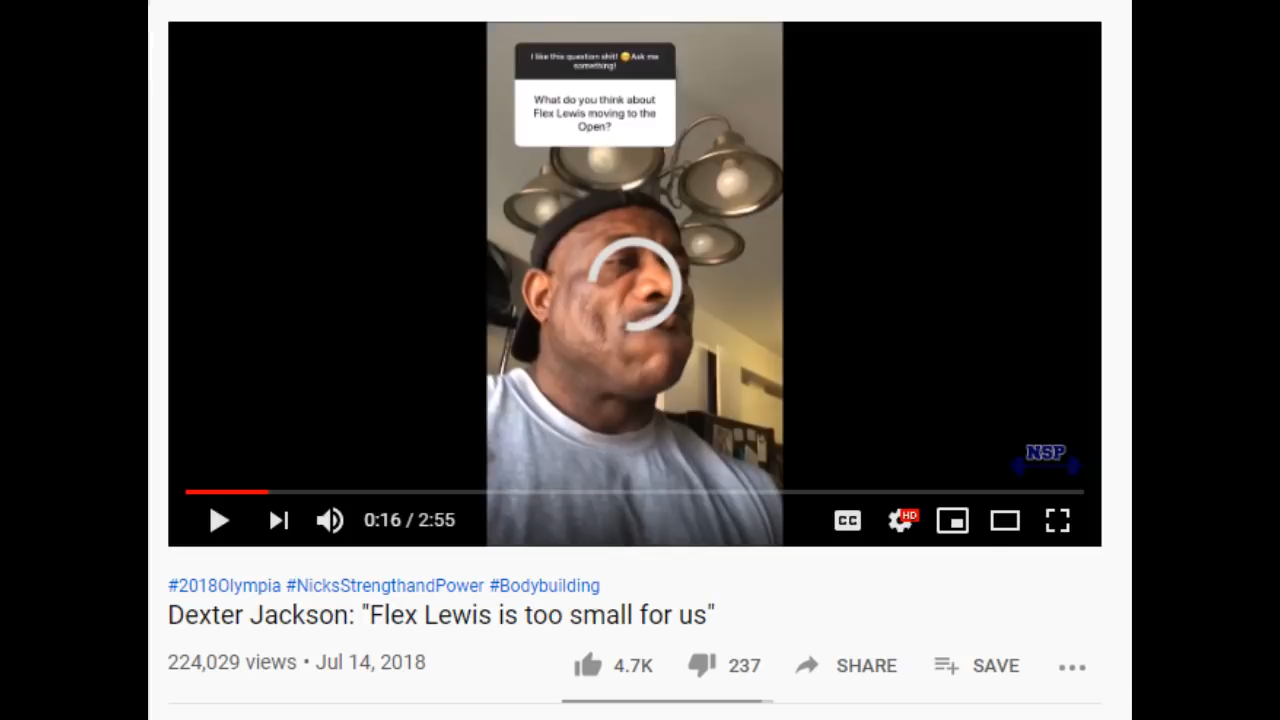 I like this question shit! 😊Ask me
something!
What do you think about
Flex Lewis moving to the
Open?
NSP
0:16 / 2:55
CC
HD
#2018Olympia #NicksStrengthandPower #Bodybuilding
Dexter Jackson: "Flex Lewis is too small for us"
224,029 views • Jul 14, 2018
4.7K
237
SHARE
SAVE